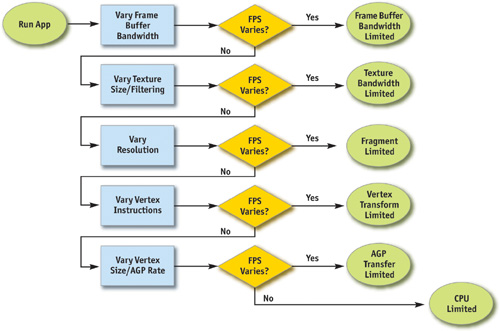 Run App
Vary Frame
Buffer
Bandwidth
FPS
Varies?
Yes
Frame Buffer
Bandwidth
Limited
No
Vary Texture
Size/Filtering
FPS
Varies?
Yes
Texture
Bandwidth
Limited
No
Vary
Resolution
FPS
Varies?
Yes
Fragment
Limited
No
Vary Vertex
Instructions
FPS
Varies?
Yes
Vertex
Transform
Limited
No
Vary Vertex
Size/AGP Rate
FPS
Varies?
Yes
AGP
Transfer
Limited
No
CPU
Limited